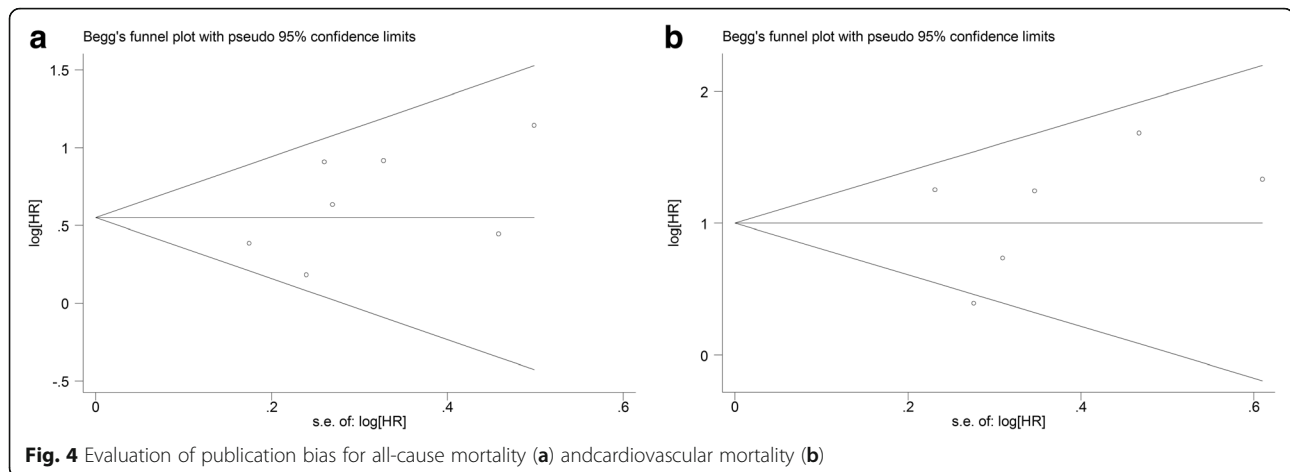 a
Begg's funnel plot with pseudo 95% confidence limits
1.5
1
.5
0
-.5
log[HR]
0 .2 .4 .6
s.e. of: log[HR]
b
Begg's funnel plot with pseudo 95% confidence limits
2
1
0
log[HR]
0 .2 .4 .6
s.e. of: log[HR]
Fig. 4 Evaluation of publication bias for all-cause mortality (a) andcardiovascular mortality (b)